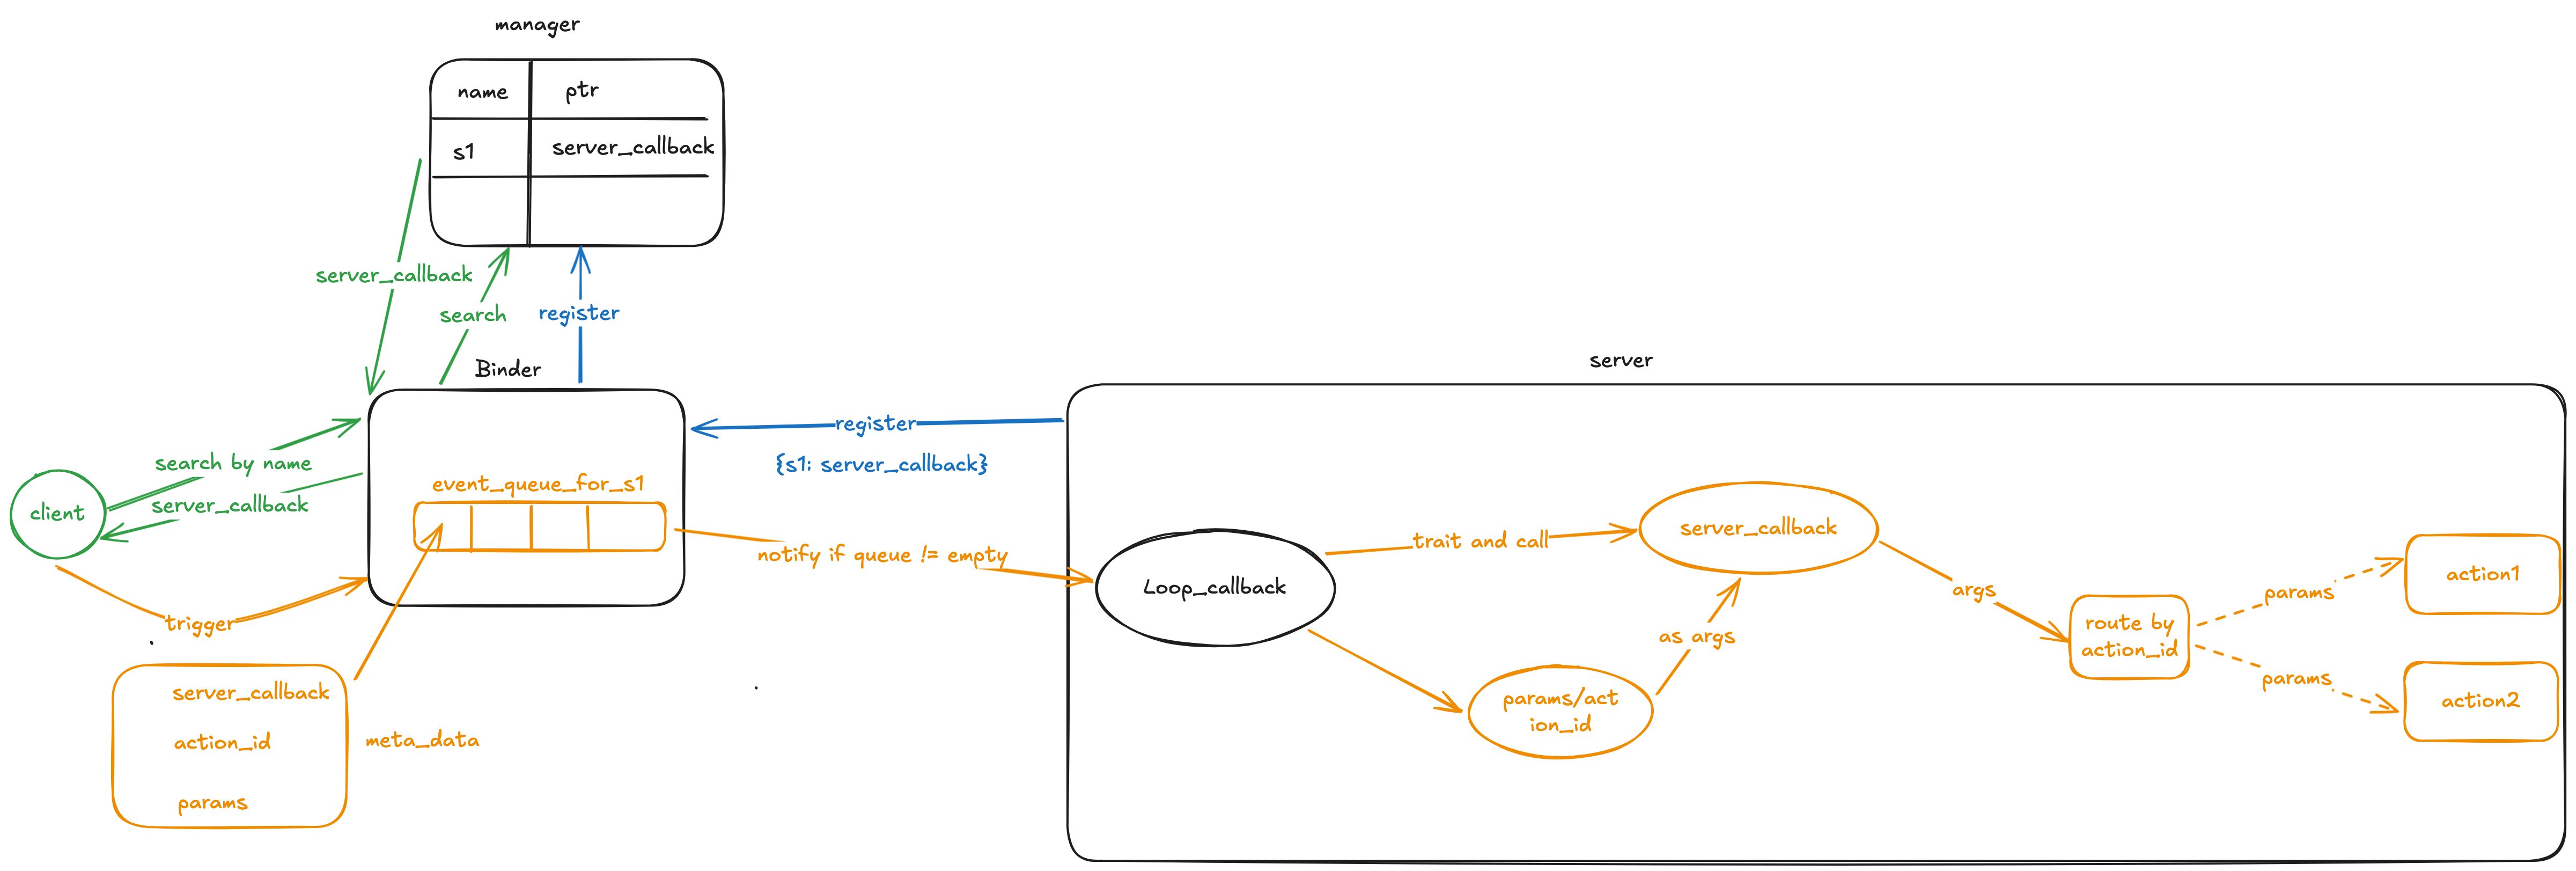 manager
name
ptr
s1
server_callback
server_callback
search
register
Binder
server
register
{s1: server_callback}
search by name
server_callback
client
event_queue_for_s1
notify if queue != empty
trigger
server_callback
action_id
params
meta_data
Loop_callback
trait and call
server_callback
as args
params/act
ion_id
args
route by
action_id
params
action1
params
action2